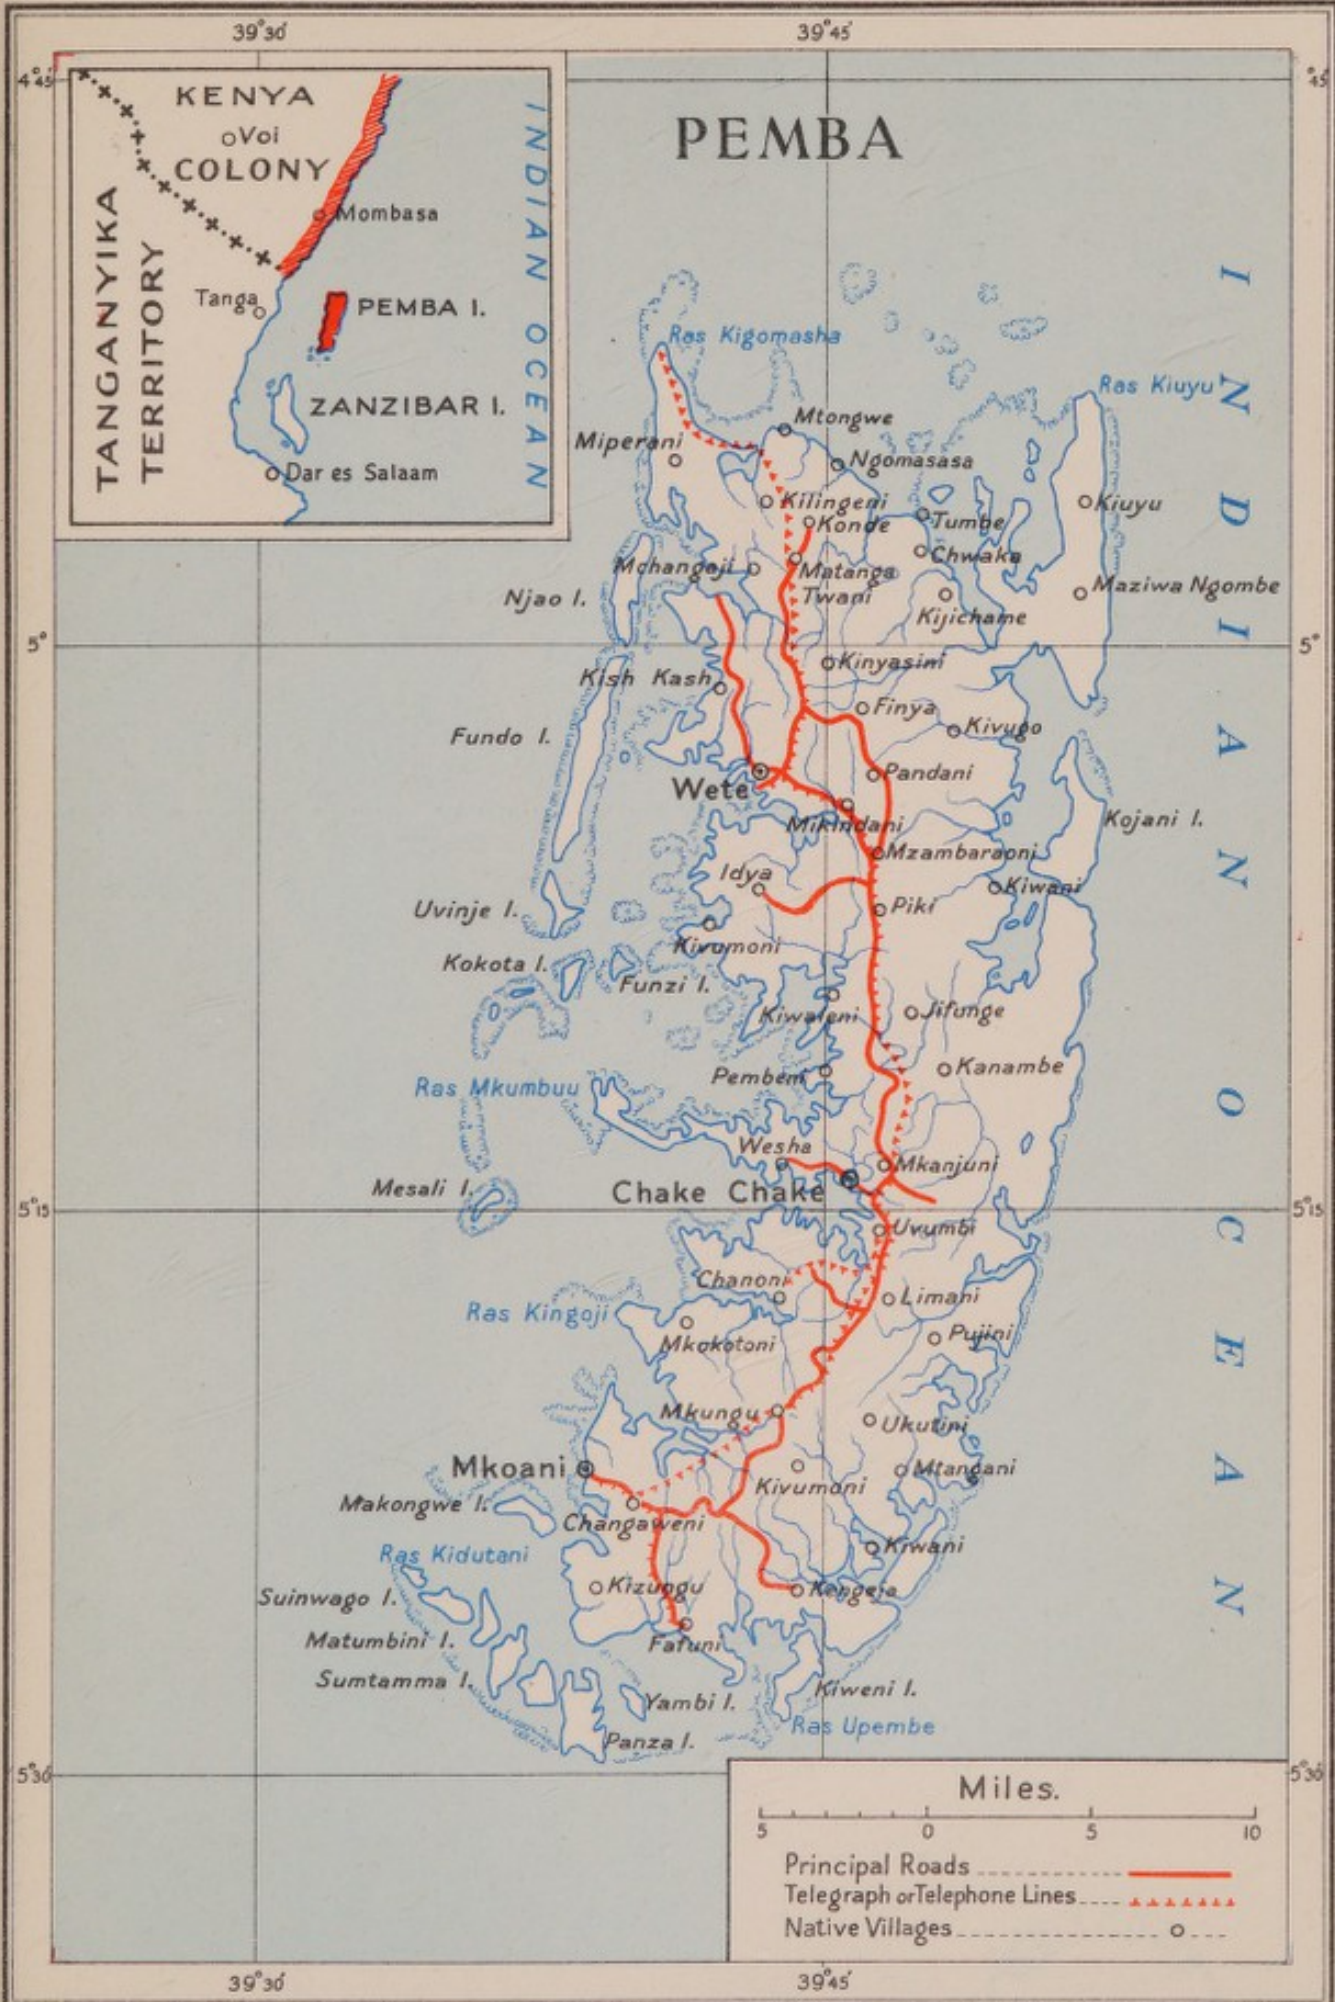 39°30'
39°45'
4°45'
45'
KENYA
Voi
COLONY
TANGANYIKA
TERRITORY
Mombasa
Tanga
PEMBA I.
ZANZIBAR I.
Dar es Salaam
INDIAN OCEAN
PEMBA
INDIAN OCEAN
Ras Kigomasha
Ras Kiuyu
Mtongwe
Miperani
Ngomasasa
Kilingeni
Konde
Tumbe
Kiuyu
Chwaka
Mchangaji
Matanga
Twani
Maziwa Ngombe
Njao I.
Kijichame
5°
5°
Kinyasini
Kish Kash
Finya
Kivugo
Fundo I.
Pandani
Wete
Mikindani
Kojani I.
Mzambaraoni
Idya
Kiwani
Uvinje I.
Piki
Kivumoni
Kokota I.
Funzi I.
Kiwaleni
Jifunge
Kanambe
Pembeni
Ras Mkumbuu
Wesha
Mkanjuni
Mesali I.
Chake Chake
5°15'
5°15'
Uvumbi
Chanoni
Limani
Ras Kingoji
Mkokotoni
Pujini
Mkungu
Ukutini
Mkoani
Mtangani
Kivumoni
Makongwe I.
Changaweni
Ras Kidutani
Kiwani
Kizungu
Kengeja
Suinwago I.
Matumbini I.
Fafuni
Sumtamma I.
Yambi I.
Kiweni I.
Ras Upembe
Panza I.
5°30'
5°30'
Miles.
5 0 5 10
Principal Roads
Telegraph or Telephone Lines
Native Villages
39°30'
39°45'